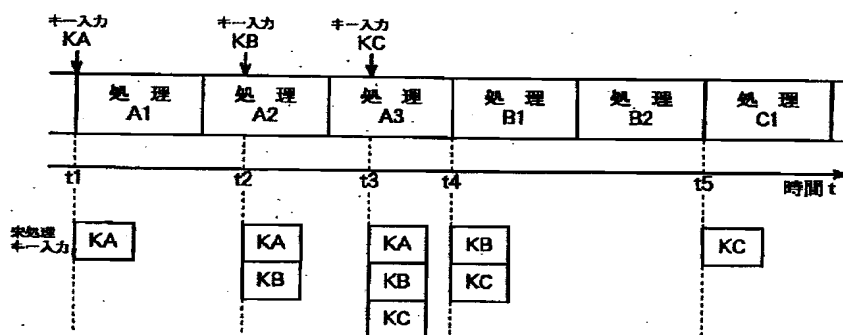 キー入力 キー入力 キー入力
KA KB KC
処 理 処 理 処 理 処 理 処 理 処 理
A1 A2 A3 B1 B2 C1
t1 t2 t3 t4 t5 時間 t
未処理
キー入力
KA KA KA KB KC
KB KB KC
KC